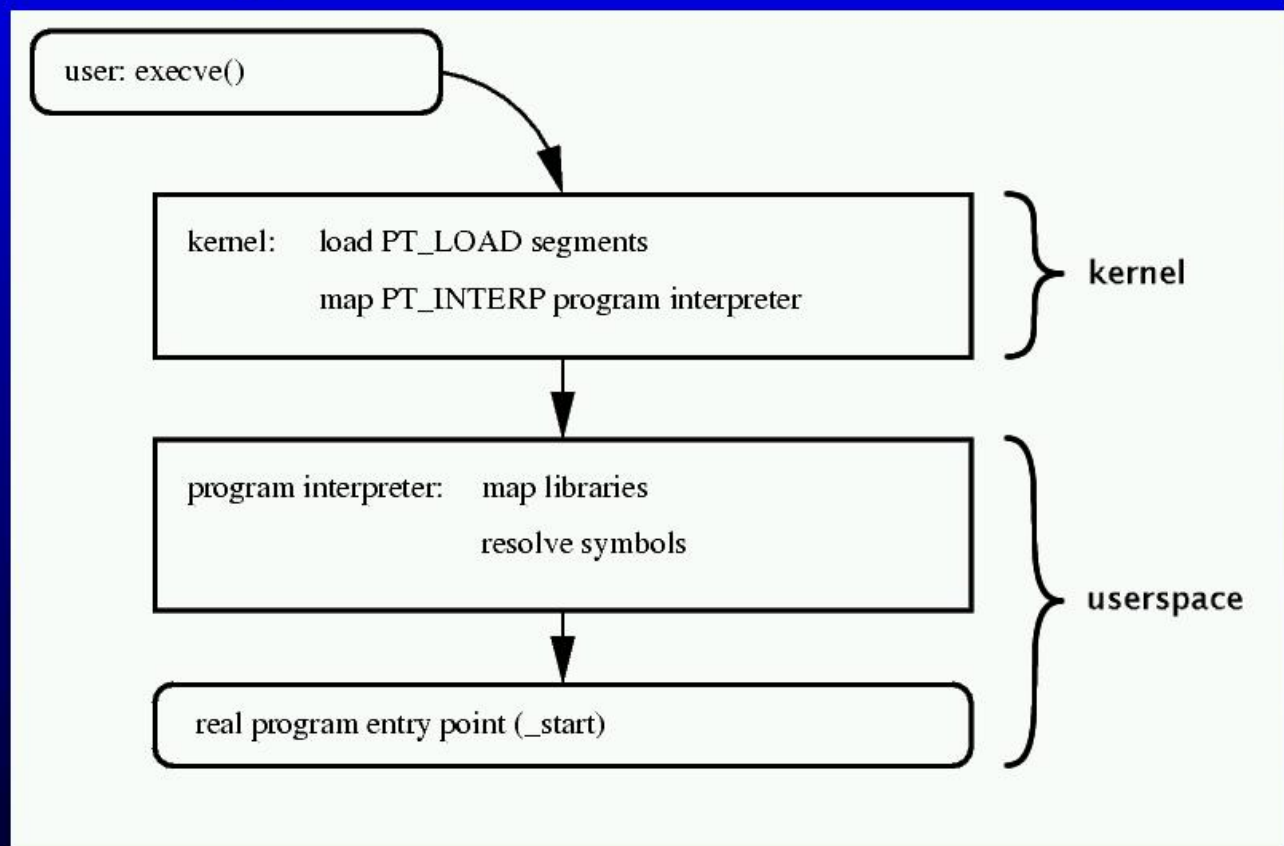 user: execve()
kernel: load PT_LOAD segments
map PT_INTERP program interpreter
kernel
program interpreter: map libraries
resolve symbols
userspace
real program entry point (_start)